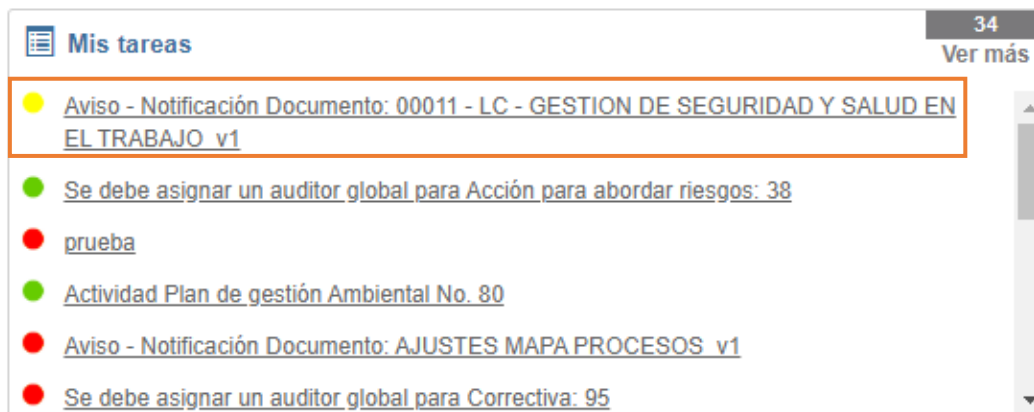 Mis tareas
34
Ver más
Aviso - Notificación Documento: 00011 - LC - GESTION DE SEGURIDAD Y SALUD EN
EL TRABAJO_v1
Se debe asignar un auditor global para Acción para abordar riesgos: 38
prueba
Actividad Plan de gestión Ambiental No. 80
Aviso - Notificación Documento: AJUSTES MAPA PROCESOS_v1
Se debe asignar un auditor global para Correctiva: 95